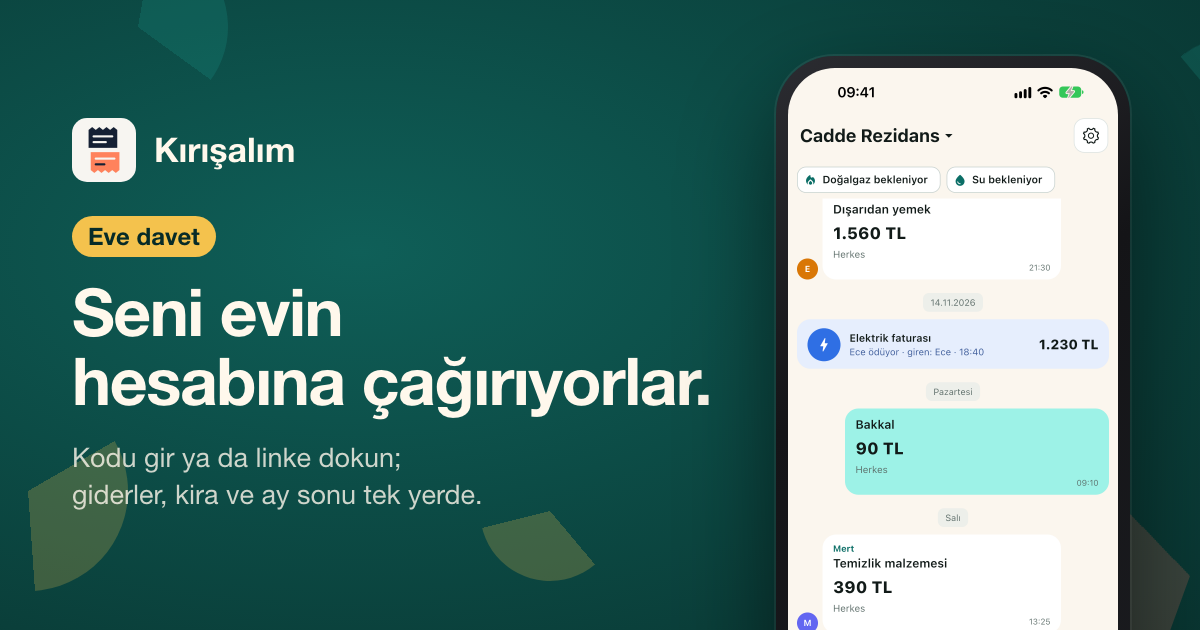 Kırışalım
Eve davet
Seni evin
hesabına çağırıyorlar.
Kodu gir ya da linke dokun;
giderler, kira ve ay sonu tek yerde.
09:41
Cadde Rezidans
Doğalgaz bekleniyor
Su bekleniyor
Dışarıdan yemek
1.560 TL
Herkes
21:30
E
14.11.2026
Elektrik faturası
Ece ödüyor · giren: Ece · 18:40
1.230 TL
Pazartesi
Bakkal
90 TL
Herkes
09:10
Salı
Mert
Temizlik malzemesi
390 TL
Herkes
13:25
M